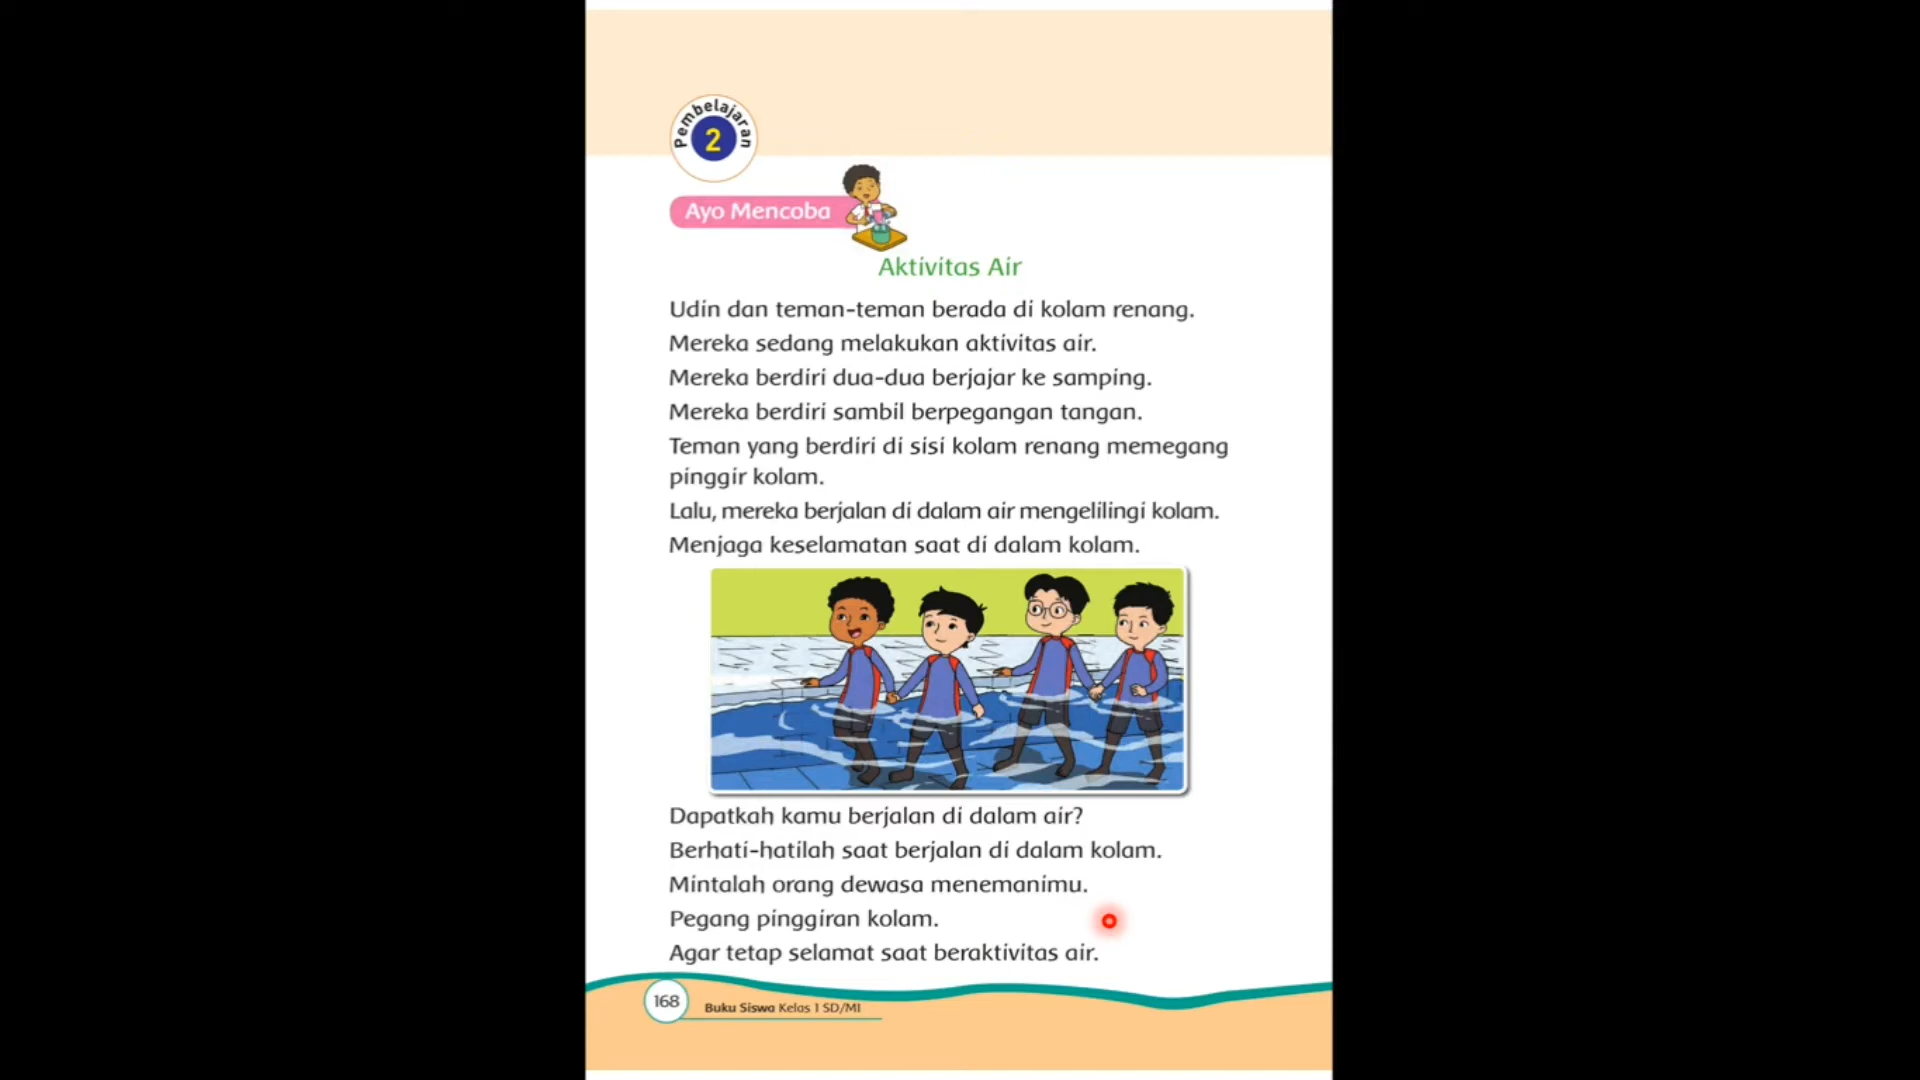 Pembelajaran
2
Ayo Mencoba
Aktivitas Air
Udin dan teman-teman berada di kolam renang.
Mereka sedang melakukan aktivitas air.
Mereka berdiri dua-dua berjajar ke samping.
Mereka berdiri sambil berpegangan tangan.
Teman yang berdiri di sisi kolam renang memegang
pinggir kolam.
Lalu, mereka berjalan di dalam air mengelilingi kolam.
Menjaga keselamatan saat di dalam kolam.
Dapatkah kamu berjalan di dalam air?
Berhati-hatilah saat berjalan di dalam kolam.
Mintalah orang dewasa menemanimu.
Pegang pinggiran kolam.
Agar tetap selamat saat beraktivitas air.
168
Buku Siswa Kelas 1 SD/MI